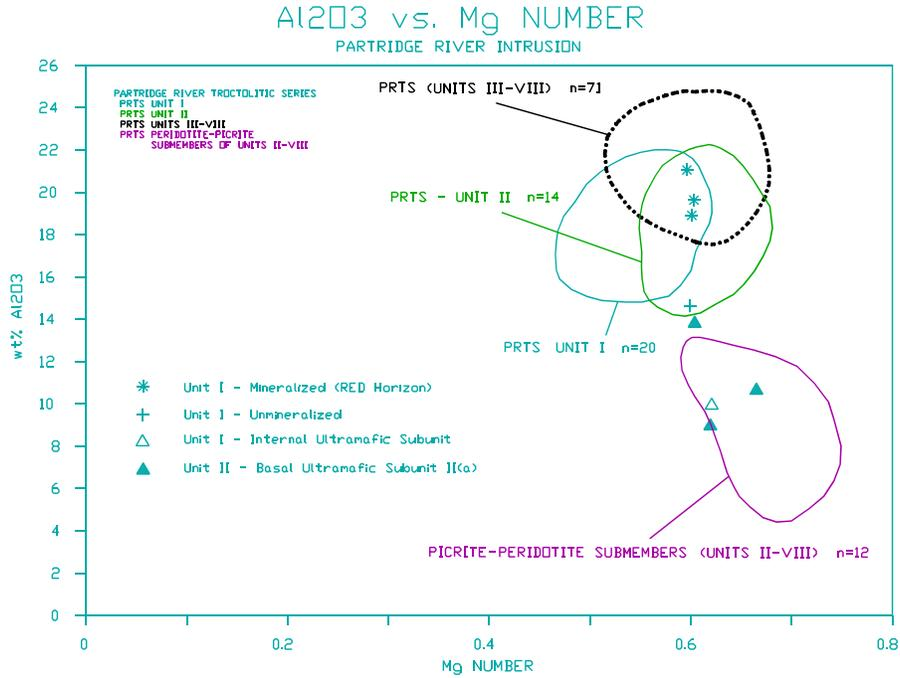 Al2O3 vs. Mg NUMBER
PARTRIDGE RIVER INTRUSION
26
24
22
20
18
16
14
12
10
8
6
4
2
0
wt% Al2O3
PARTRIDGE RIVER TROCTOLITIC SERIES
PRTS UNIT I
PRTS UNIT II
PRTS UNITS III-VIII
PRTS PERIDOTITE-PICRITE
SUBMEMBERS OF UNITS II-VIII
PRTS (UNITS III-VIII) n=71
PRTS - UNIT II n=14
PRTS UNIT I n=20
Unit I - Mineralized (RED Horizon)
Unit I - Unmineralized
Unit I - Internal Ultramafic Subunit
Unit II - Basal Ultramafic Subunit II(a)
PICRITE-PERIDOTITE SUBMEMBERS (UNITS II-VIII) n=12
0
0.2
0.4
0.6
0.8
Mg NUMBER